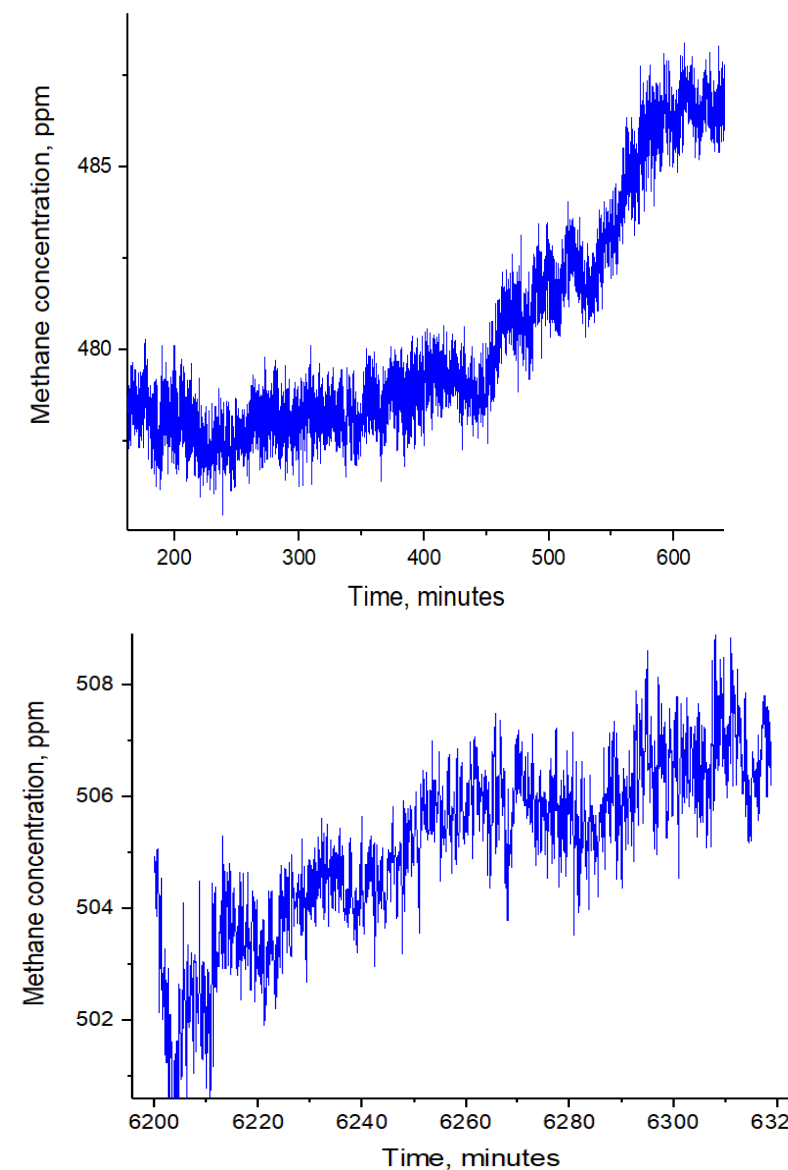 Methane concentration, ppm
485
480
200 300 400 500 600
Time, minutes
Methane concentration, ppm
508
506
504
502
6200 6220 6240 6260 6280 6300 632
Time, minutes